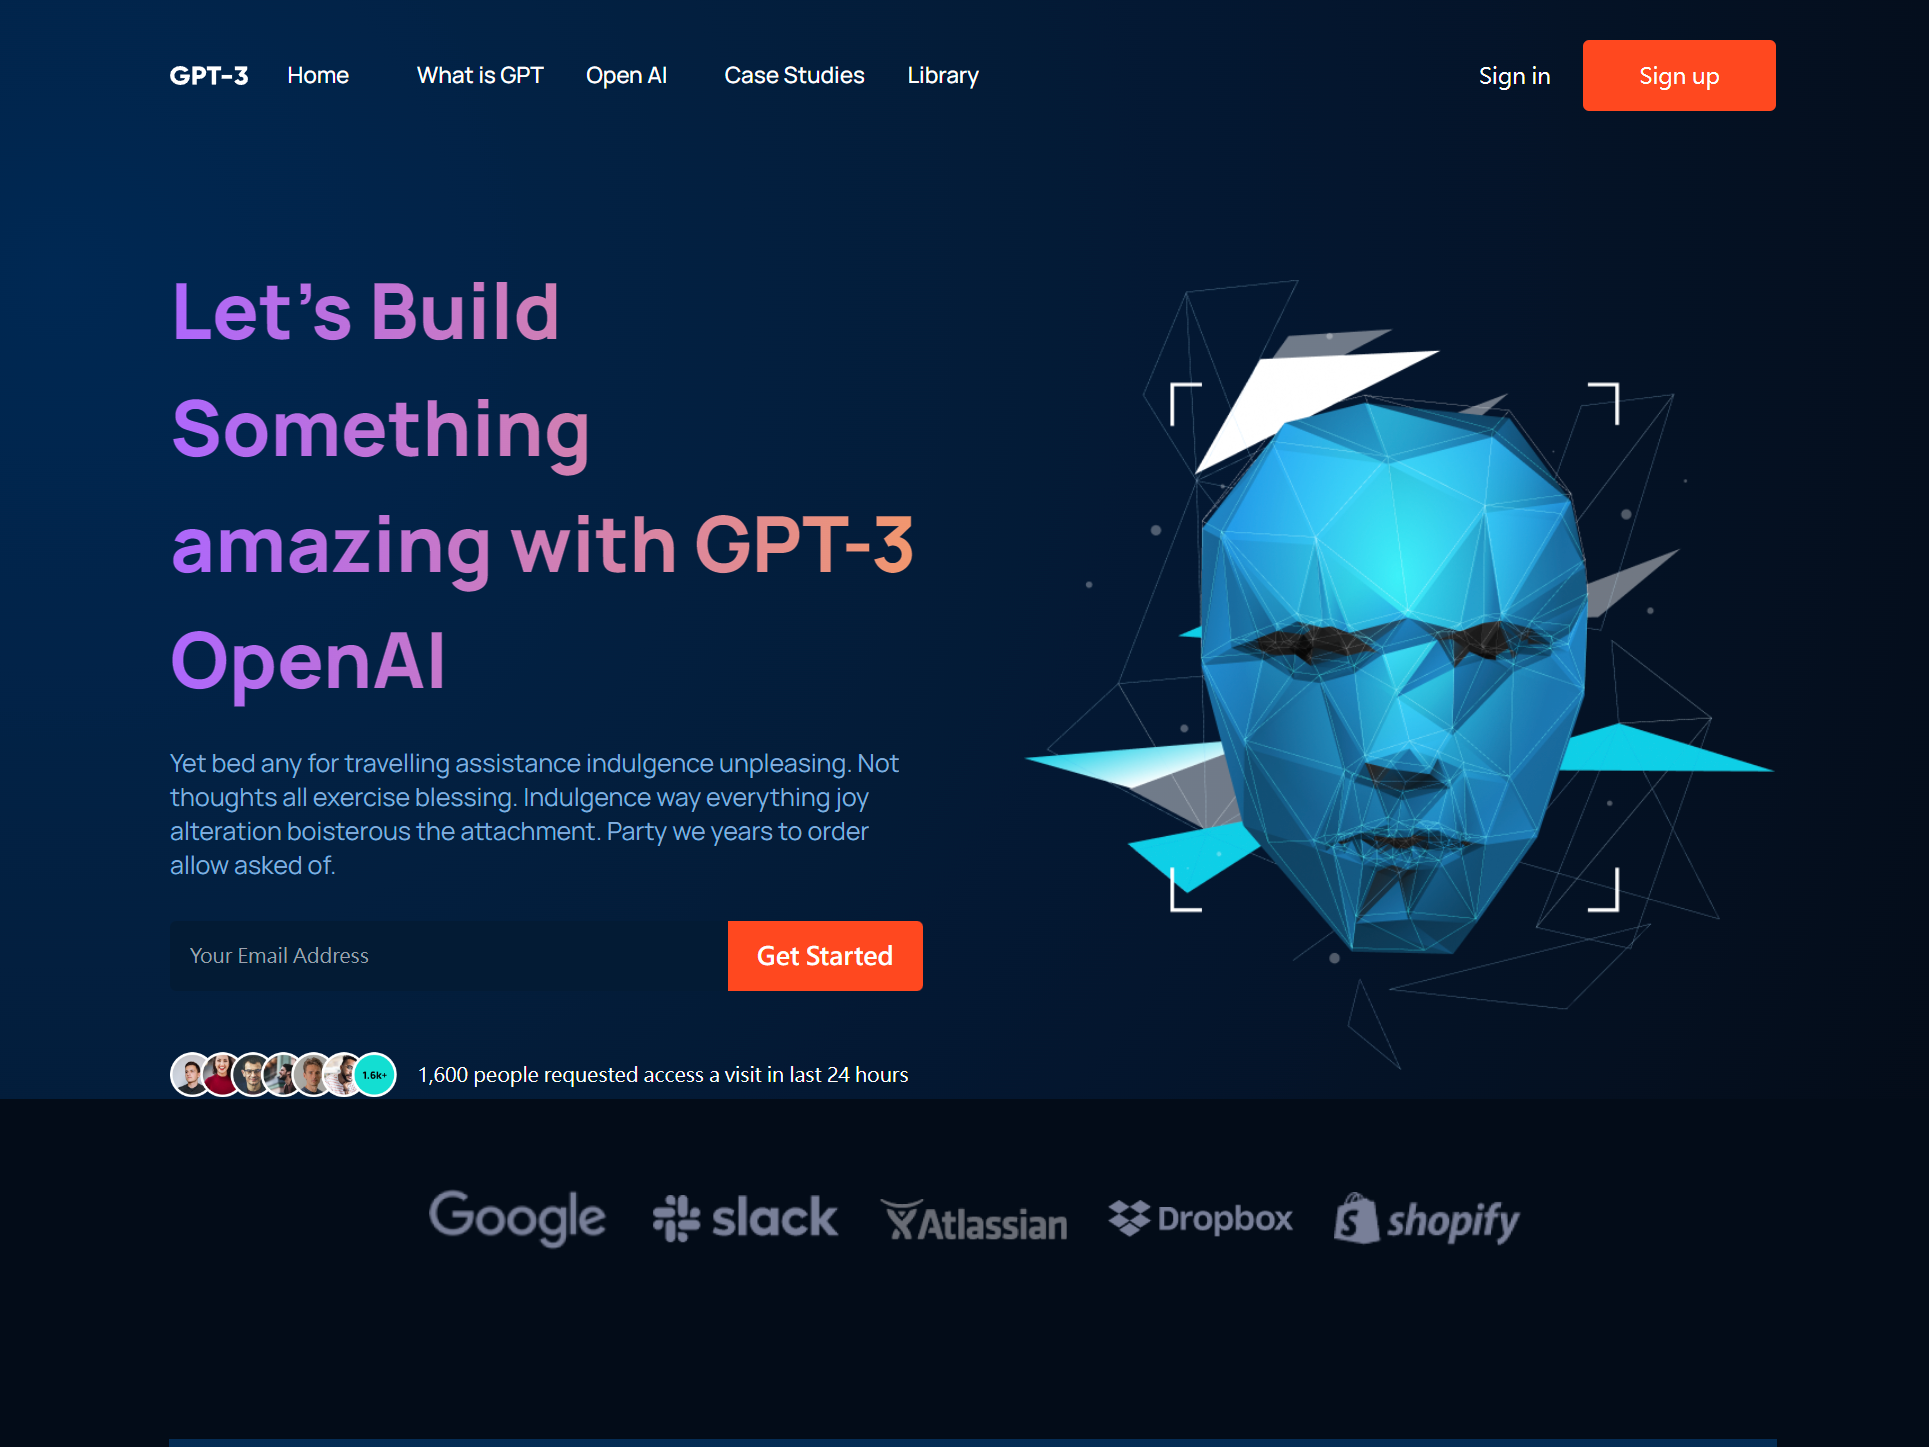 GPT-3 Home What is GPT Open AI Case Studies Library Sign in Sign up
Let's Build
Something
amazing with GPT-3
OpenAI
Yet bed any for travelling assistance indulgence unpleasing. Not
thoughts all exercise blessing. Indulgence way everything joy
alteration boisterous the attachment. Party we years to order
allow asked of.
Your Email Address Get Started
1.6k+ 1,600 people requested access a visit in last 24 hours
Google slack Atlassian Dropbox shopify